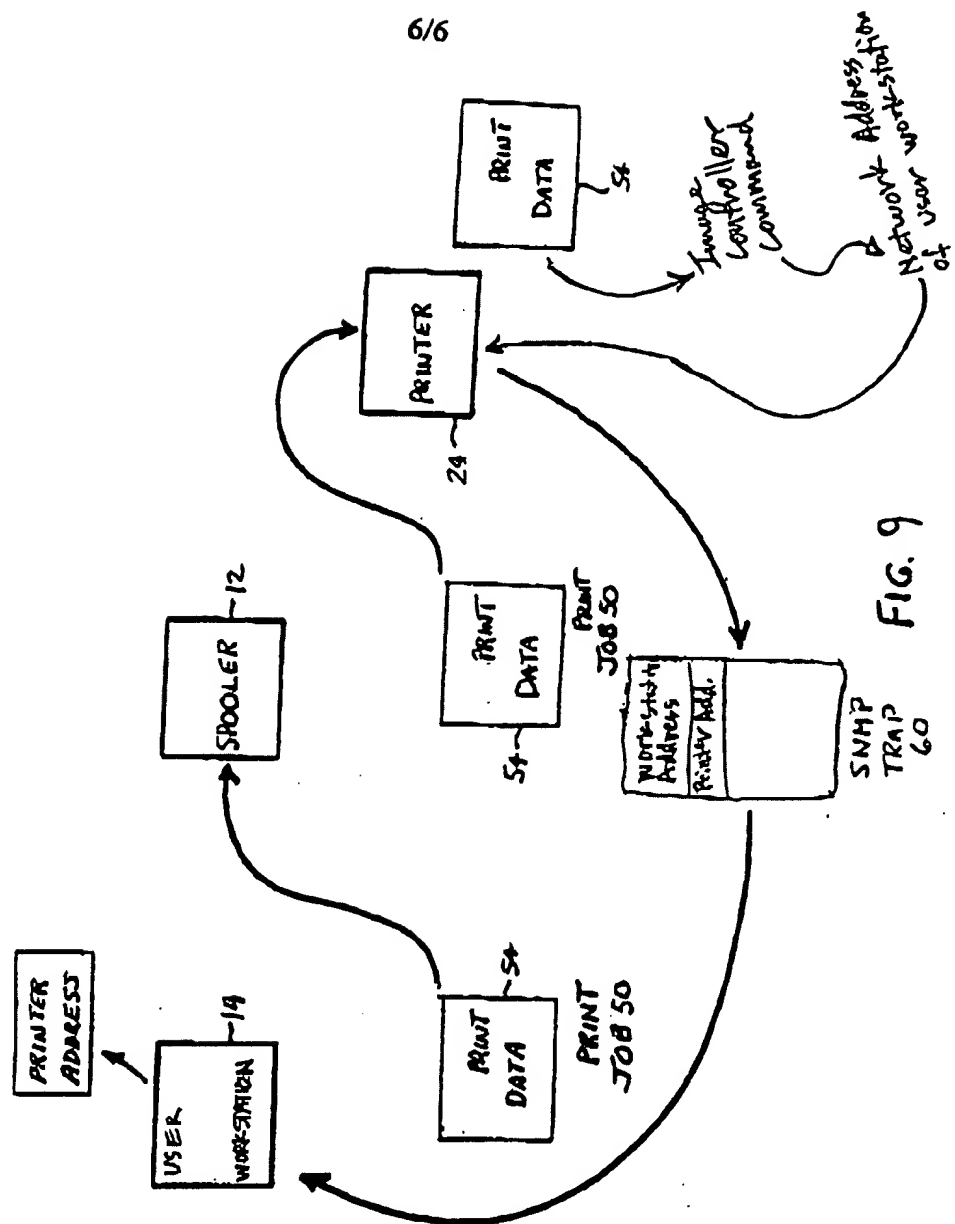 6/6
PRINTER
ADDRESS
USER
WORKSTATION
14
SPOOLER
12
PRINT
DATA
54
PRINT
JOB 50
PRINT
DATA
54
PRINT
JOB 50
PRINTER
24
PRINT
DATA
54
Image
Controller
Command
Network Address
of user workstation
Address
Printer Add.
SNMP
TRAP
60
FIG. 9